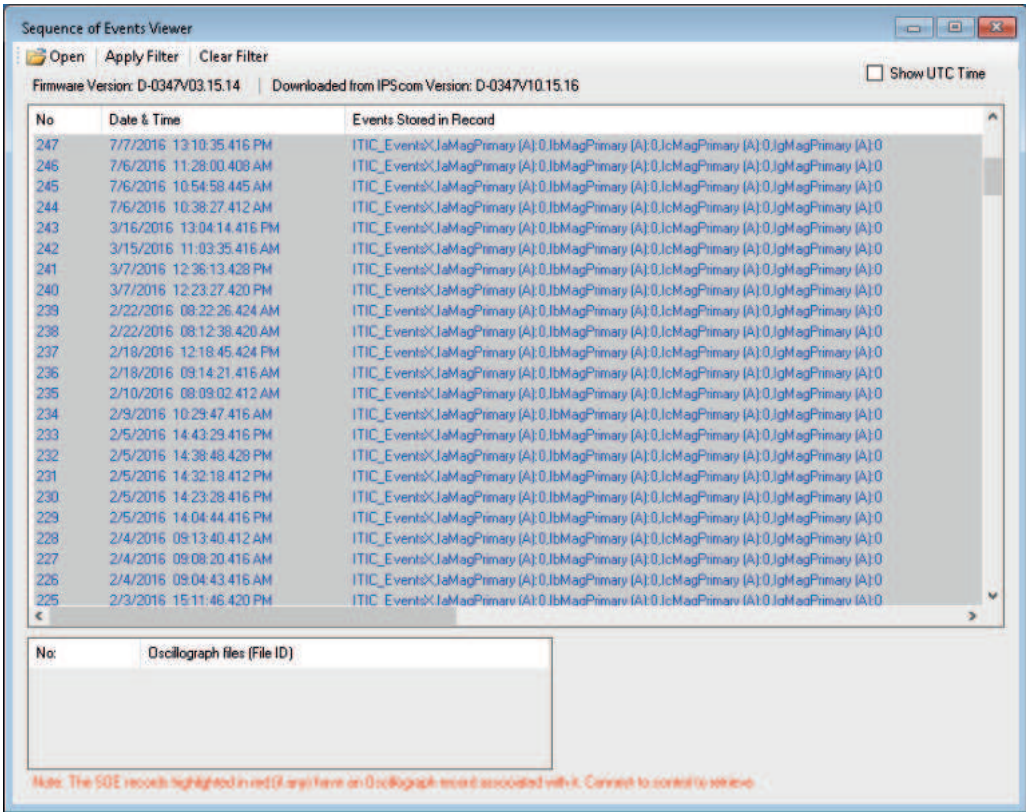 Sequence of Events Viewer
Open Apply Filter Clear Filter
Firmware Version: D-0347V03.15.14 | Downloaded from IPScom Version: D-0347V10.15.16 Show UTC Time
No Date & Time Events Stored in Record
247 7/7/2016 13:10:35.416 PM ITIC_EventsX,IaMagPrimary (A):0,IbMagPrimary (A):0,IcMagPrimary (A):0,IgMagPrimary (A):0
246 7/6/2016 11:28:00.408 AM ITIC_EventsX,IaMagPrimary (A):0,IbMagPrimary (A):0,IcMagPrimary (A):0,IgMagPrimary (A):0
245 7/6/2016 10:54:58.445 AM ITIC_EventsX,IaMagPrimary (A):0,IbMagPrimary (A):0,IcMagPrimary (A):0,IgMagPrimary (A):0
244 7/6/2016 10:38:27.412 AM ITIC_EventsX,IaMagPrimary (A):0,IbMagPrimary (A):0,IcMagPrimary (A):0,IgMagPrimary (A):0
243 3/16/2016 13:04:14.416 PM ITIC_EventsX,IaMagPrimary (A):0,IbMagPrimary (A):0,IcMagPrimary (A):0,IgMagPrimary (A):0
242 3/15/2016 11:03:35.416 AM ITIC_EventsX,IaMagPrimary (A):0,IbMagPrimary (A):0,IcMagPrimary (A):0,IgMagPrimary (A):0
241 3/7/2016 12:36:13.428 PM ITIC_EventsX,IaMagPrimary (A):0,IbMagPrimary (A):0,IcMagPrimary (A):0,IgMagPrimary (A):0
240 3/7/2016 12:23:27.420 PM ITIC_EventsX,IaMagPrimary (A):0,IbMagPrimary (A):0,IcMagPrimary (A):0,IgMagPrimary (A):0
239 2/22/2016 08:22:26.424 AM ITIC_EventsX,IaMagPrimary (A):0,IbMagPrimary (A):0,IcMagPrimary (A):0,IgMagPrimary (A):0
238 2/22/2016 08:12:38.420 AM ITIC_EventsX,IaMagPrimary (A):0,IbMagPrimary (A):0,IcMagPrimary (A):0,IgMagPrimary (A):0
237 2/18/2016 12:18:45.424 PM ITIC_EventsX,IaMagPrimary (A):0,IbMagPrimary (A):0,IcMagPrimary (A):0,IgMagPrimary (A):0
236 2/18/2016 09:14:21.416 AM ITIC_EventsX,IaMagPrimary (A):0,IbMagPrimary (A):0,IcMagPrimary (A):0,IgMagPrimary (A):0
235 2/10/2016 08:09:02.412 AM ITIC_EventsX,IaMagPrimary (A):0,IbMagPrimary (A):0,IcMagPrimary (A):0,IgMagPrimary (A):0
234 2/9/2016 10:29:47.416 AM ITIC_EventsX,IaMagPrimary (A):0,IbMagPrimary (A):0,IcMagPrimary (A):0,IgMagPrimary (A):0
233 2/5/2016 14:43:29.416 PM ITIC_EventsX,IaMagPrimary (A):0,IbMagPrimary (A):0,IcMagPrimary (A):0,IgMagPrimary (A):0
232 2/5/2016 14:38:48.428 PM ITIC_EventsX,IaMagPrimary (A):0,IbMagPrimary (A):0,IcMagPrimary (A):0,IgMagPrimary (A):0
231 2/5/2016 14:32:18.412 PM ITIC_EventsX,IaMagPrimary (A):0,IbMagPrimary (A):0,IcMagPrimary (A):0,IgMagPrimary (A):0
230 2/5/2016 14:23:28.416 PM ITIC_EventsX,IaMagPrimary (A):0,IbMagPrimary (A):0,IcMagPrimary (A):0,IgMagPrimary (A):0
229 2/5/2016 14:04:44.416 PM ITIC_EventsX,IaMagPrimary (A):0,IbMagPrimary (A):0,IcMagPrimary (A):0,IgMagPrimary (A):0
228 2/4/2016 09:13:40.412 AM ITIC_EventsX,IaMagPrimary (A):0,IbMagPrimary (A):0,IcMagPrimary (A):0,IgMagPrimary (A):0
227 2/4/2016 09:08:20.416 AM ITIC_EventsX,IaMagPrimary (A):0,IbMagPrimary (A):0,IcMagPrimary (A):0,IgMagPrimary (A):0
226 2/4/2016 09:04:43.416 AM ITIC_EventsX,IaMagPrimary (A):0,IbMagPrimary (A):0,IcMagPrimary (A):0,IgMagPrimary (A):0
225 2/3/2016 15:11:46.420 PM ITIC_EventsX,IaMagPrimary (A):0,IbMagPrimary (A):0,IcMagPrimary (A):0,IgMagPrimary (A):0
No: Oscillograph files (File ID)
Note: The SOE records highlighted in red(if any) have an Oscillograph record associated with it. Connect to control to retrieve